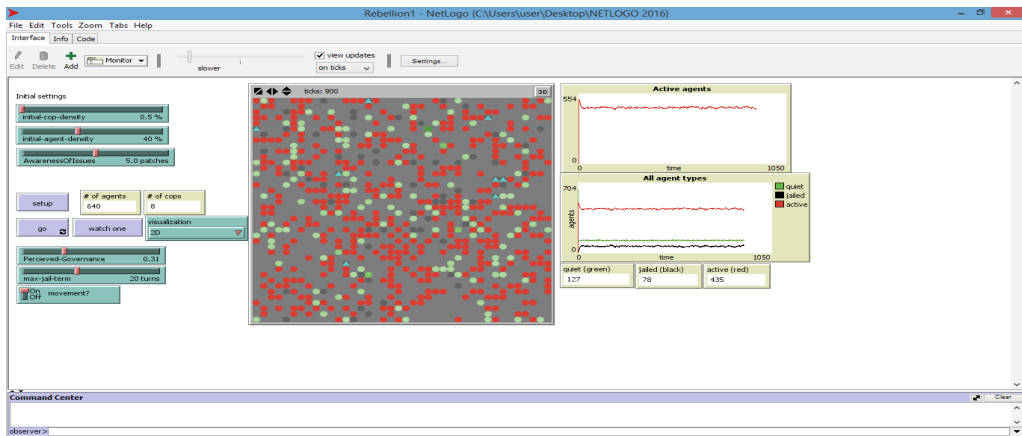 Rebellion1 - NetLogo {C:\Users\user\Desktop\NETLOGO 2016}
File Edit Tools Zoom Tabs Help
Interface Info Code
Edit Delete Add Monitor slower view updates on ticks Settings...
Initial settings
initial-cop-density 0.5 %
initial-agent-density 40 %
AwarenessOfIssues 5.0 patches
setup
# of agents
640
# of cops
8
go
watch one
visualization
2D
Percieved-Governance 0.31
max-jail-term 20 turns
On
Off
movement?
ticks: 900
3D
Active agents
554
0
0 time 1050
All agent types
704
agents
0
0 time 1050
quiet
jailed
active
quiet (green)
127
jailed (black)
78
active (red)
435
Command Center
Clear
observer>